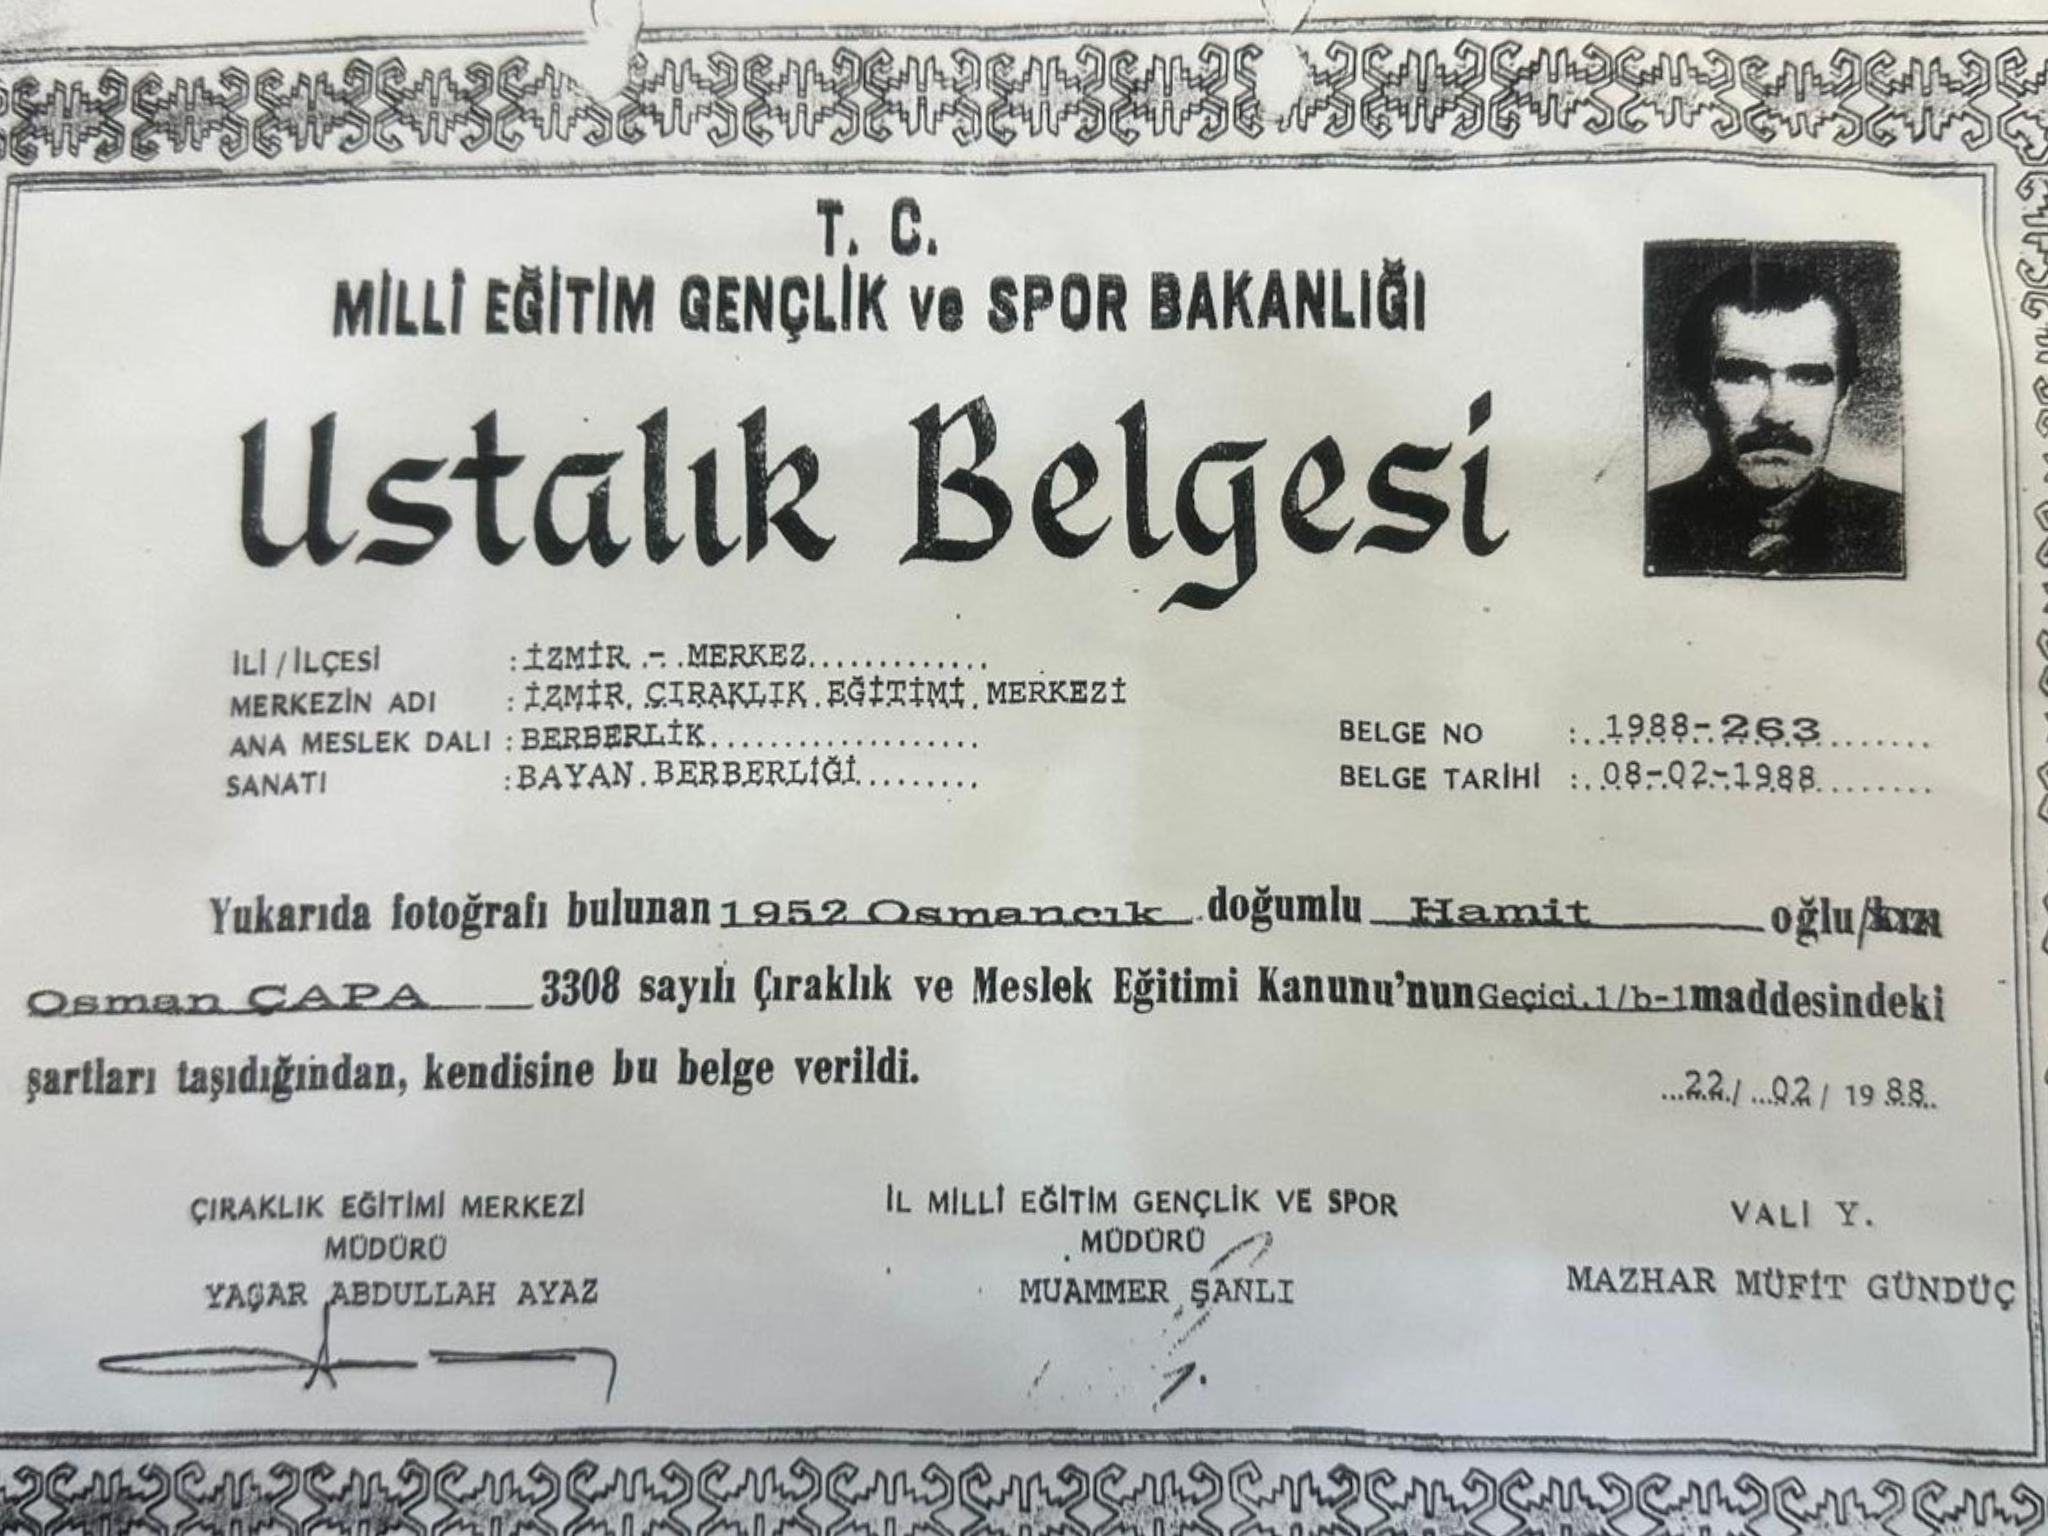 T. C.
MİLLÎ EĞİTİM GENÇLİK ve SPOR BAKANLIĞI
Ustalık Belgesi
İLİ / İLÇESİ : İZMİR - MERKEZ
MERKEZİN ADI : İZMİR ÇIRAKLIK EĞİTİMİ MERKEZİ
ANA MESLEK DALI : BERBERLİK
SANATI : BAYAN BERBERLİĞİ
BELGE NO : 1988-263
BELGE TARİHİ : 08-02-1988
Yukarıda fotoğrafı bulunan 1952 Osmancık doğumlu Hamit oğlu/kızı
Osman ÇAPA 3308 sayılı Çıraklık ve Meslek Eğitimi Kanunu'nun Geçici.1/b-1 maddesindeki
şartları taşıdığından, kendisine bu belge verildi.
22 / 02 / 1988
ÇIRAKLIK EĞİTİMİ MERKEZİ
MÜDÜRÜ
YAŞAR ABDULLAH AYAZ
İL MİLLÎ EĞİTİM GENÇLİK VE SPOR
MÜDÜRÜ
MUAMMER ŞANLI
VALİ Y.
MAZHAR MÜFİT GÜNDÜÇ